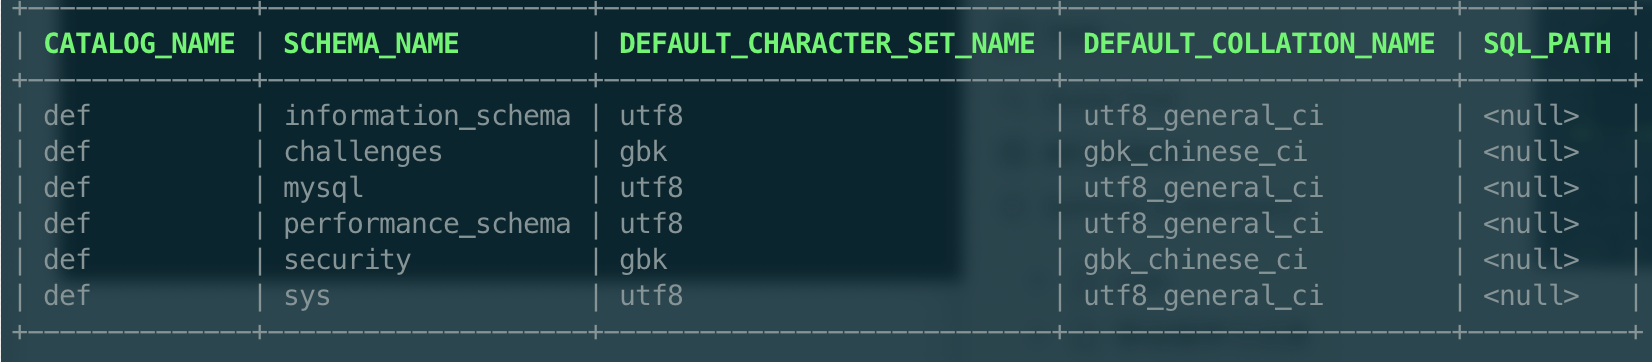 | CATALOG_NAME | SCHEMA_NAME | DEFAULT_CHARACTER_SET_NAME | DEFAULT_COLLATION_NAME | SQL_PATH |
| def | information_schema | utf8 | utf8_general_ci | <null> |
| def | challenges | gbk | gbk_chinese_ci | <null> |
| def | mysql | utf8 | utf8_general_ci | <null> |
| def | performance_schema | utf8 | utf8_general_ci | <null> |
| def | security | gbk | gbk_chinese_ci | <null> |
| def | sys | utf8 | utf8_general_ci | <null> |